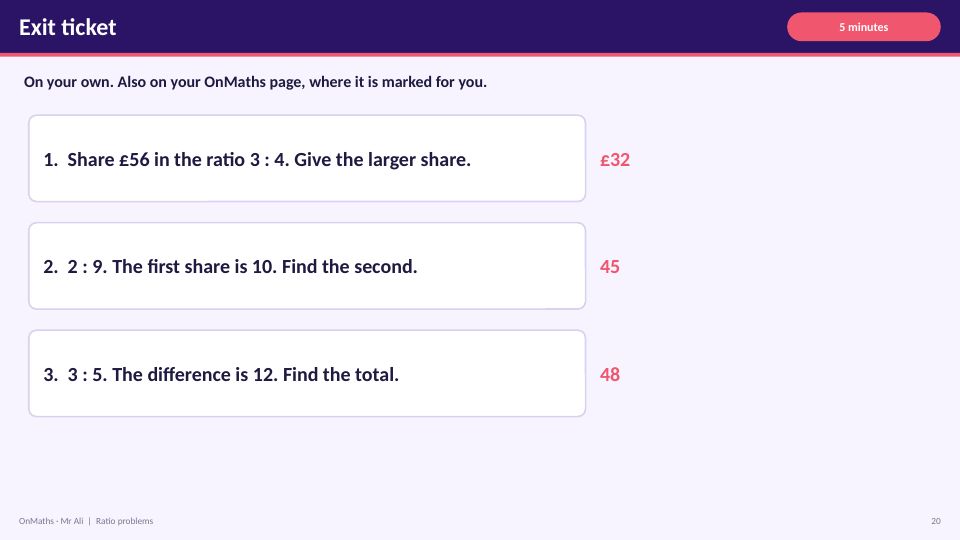 Exit ticket
5 minutes
On your own. Also on your OnMaths page, where it is marked for you.
1. Share £56 in the ratio 3 : 4. Give the larger share.
£32
2. 2 : 9. The first share is 10. Find the second.
45
3. 3 : 5. The difference is 12. Find the total.
48
OnMaths · Mr Ali | Ratio problems
20